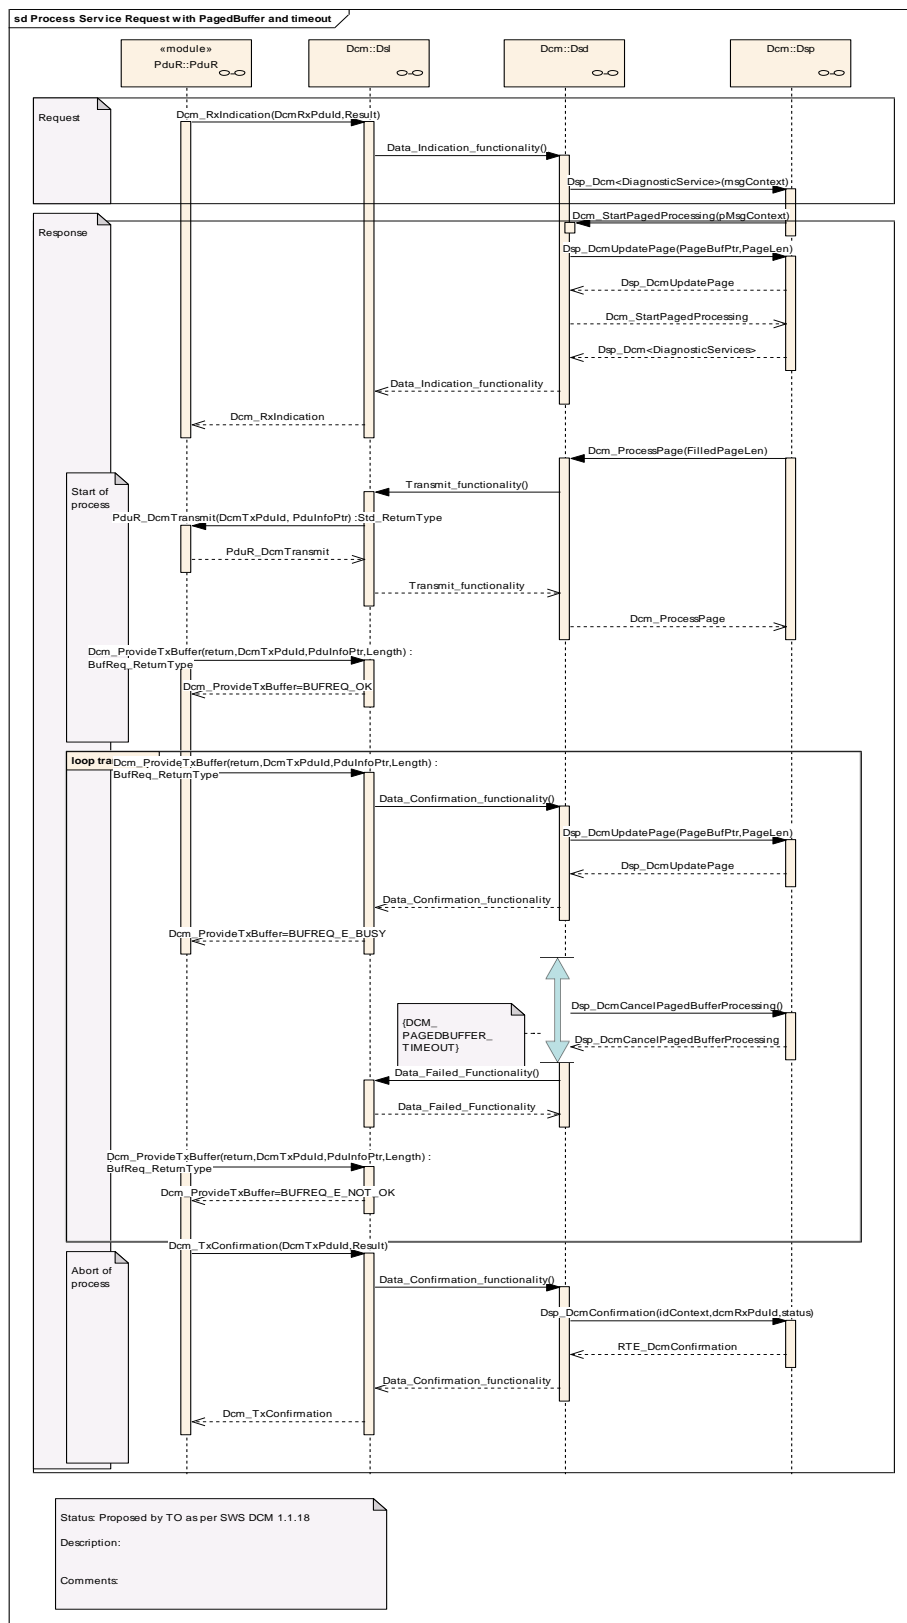 sd Process Service Request with PagedBuffer and timeout
«module»
PduR::PduR
Dcm::Dsl
Dcm::Dsd
Dcm::Dsp
Request
Dcm_RxIndication(DcmRxPduId,Result)
Data_Indication_functionality()
Dsp_Dcm<DiagnosticService>(msgContext)
Response
Dcm_StartPagedProcessing(pMsgContext)
Dsp_DcmUpdatePage(PageBufPtr,PageLen)
Dsp_DcmUpdatePage
Dcm_StartPagedProcessing
Dsp_Dcm<DiagnosticServices>
Data_Indication_functionality
Dcm_RxIndication
Dcm_ProcessPage(FilledPageLen)
Start of
process
Transmit_functionality()
PduR_DcmTransmit(DcmTxPduId, PduInfoPtr) :Std_ReturnType
PduR_DcmTransmit
Transmit_functionality
Dcm_ProcessPage
Dcm_ProvideTxBuffer(return,DcmTxPduId,PduInfoPtr,Length) :
BufReq_ReturnType
Dcm_ProvideTxBuffer=BUFREQ_OK
loop
Dcm_ProvideTxBuffer(return,DcmTxPduId,PduInfoPtr,Length) :
BufReq_ReturnType
Data_Confirmation_functionality()
Dsp_DcmUpdatePage(PageBufPtr,PageLen)
Dsp_DcmUpdatePage
Data_Confirmation_functionality
Dcm_ProvideTxBuffer=BUFREQ_E_BUSY
Dsp_DcmCancelPagedBufferProcessing()
{DCM_
PAGEDBUFFER_
TIMEOUT}
Dsp_DcmCancelPagedBufferProcessing
Data_Failed_Functionality()
Data_Failed_Functionality
Dcm_ProvideTxBuffer(return,DcmTxPduId,PduInfoPtr,Length) :
BufReq_ReturnType
Dcm_ProvideTxBuffer=BUFREQ_E_NOT_OK
Dcm_TxConfirmation(DcmTxPduId,Result)
Abort of
process
Data_Confirmation_functionality()
Dsp_DcmConfirmation(idContext,dcmRxPduId,status)
RTE_DcmConfirmation
Data_Confirmation_functionality
Dcm_TxConfirmation
Status: Proposed by TO as per SWS DCM 1.1.18
Description:
Comments: